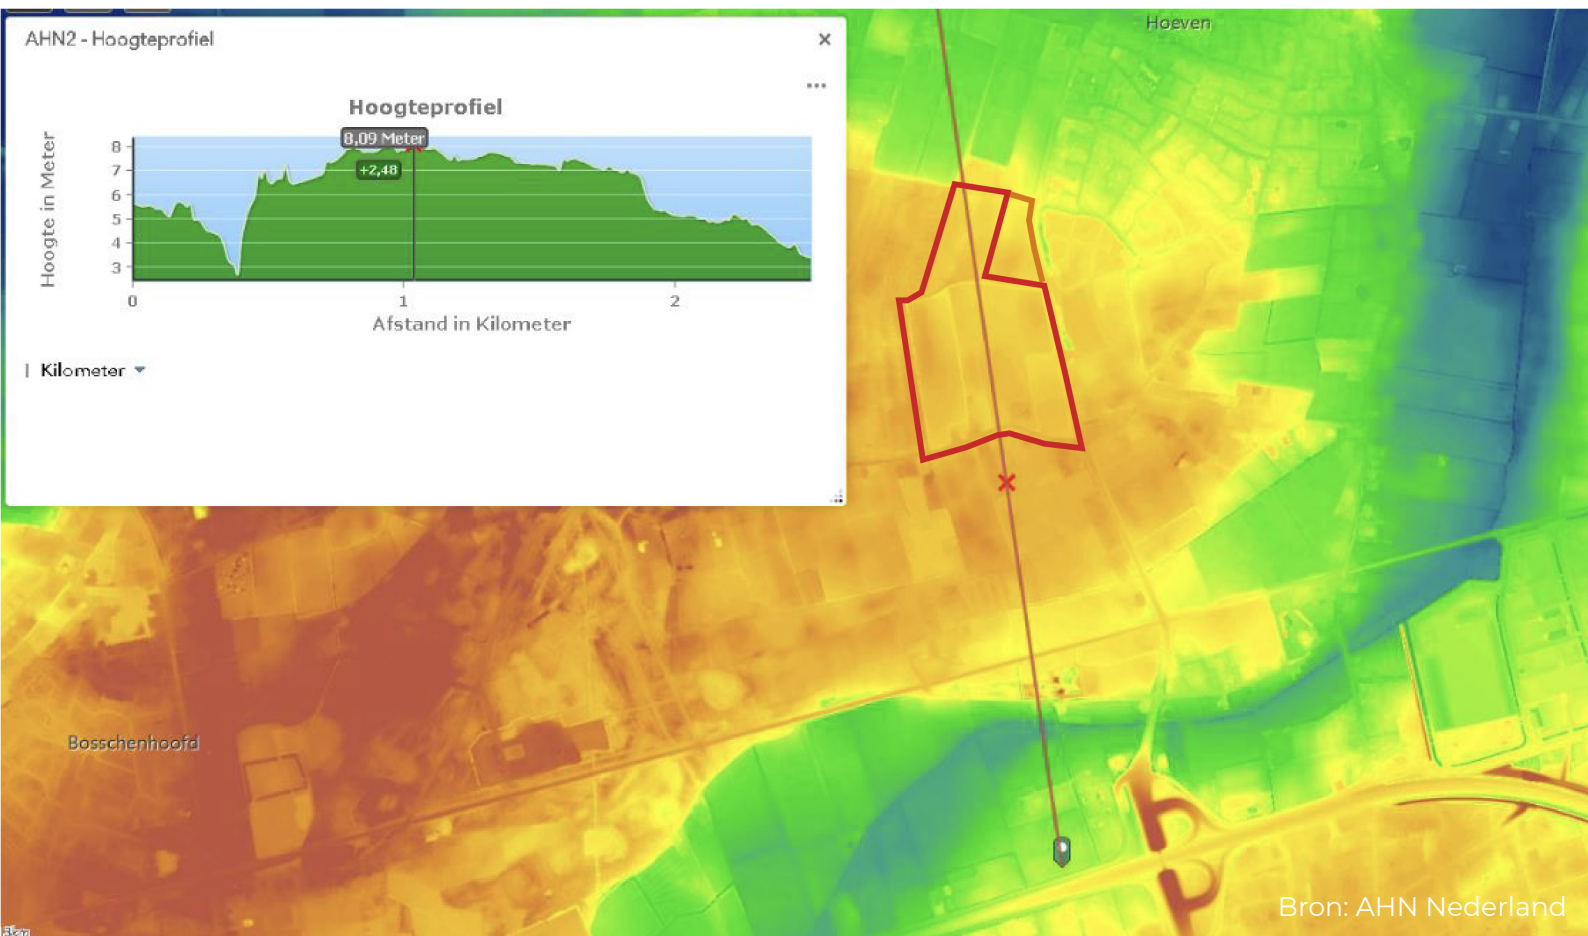 Hoeven
AHN2 - Hoogteprofiel
×
Hoogteprofiel
8,09 Meter
+2,48
Hoogte in Meter
8
7
6
5
4
3
0
1
2
Afstand in Kilometer
Kilometer
Bosschenhoofd
Bron: AHN Nederland